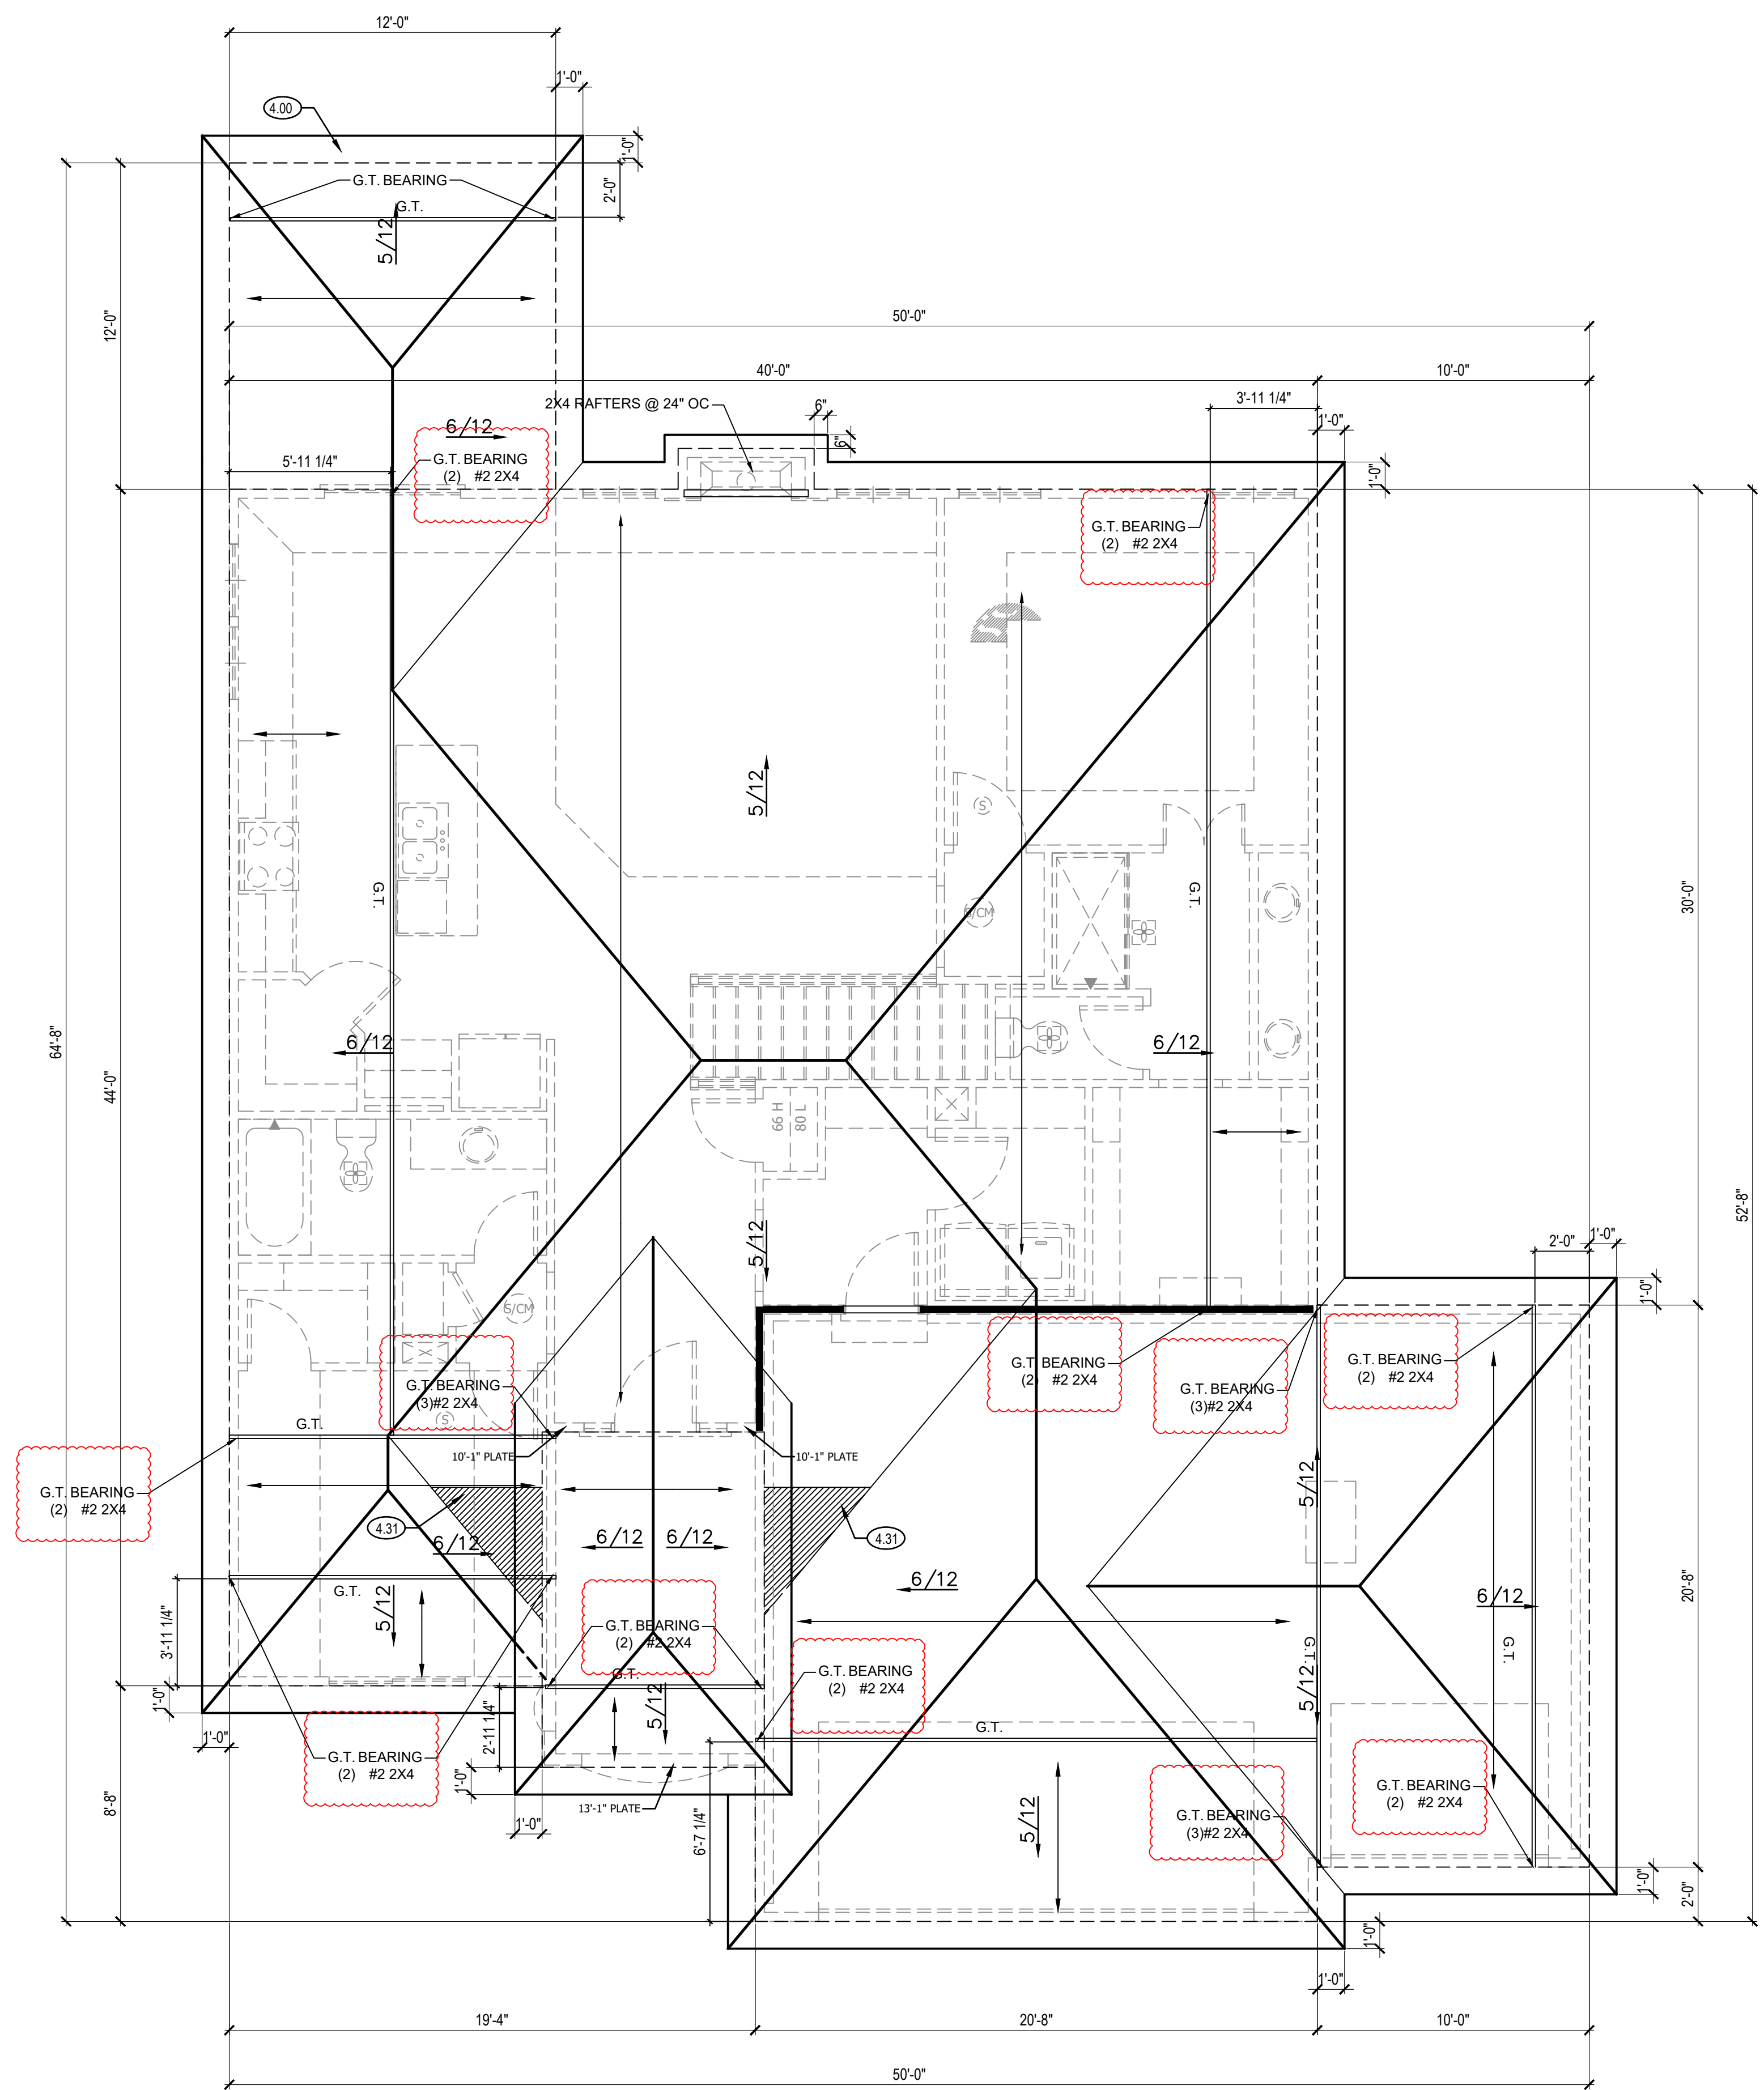 12'-0"
1'-0"
4.00
1'-0"
G.T. BEARING
2'-0"
G.T.
5/12
12'-0"
50'-0"
40'-0"
10'-0"
3'-11 1/4"
2X4 RAFTERS @ 24" OC
6"
1'-0"
6/12
6"
5'-11 1/4"
G.T. BEARING
(2) #2 2X4
1'-0"
G.T. BEARING
(2) #2 2X4
5/12
S
G.T.
G.T.
S/CM
30'-0"
64'-8"
44'-0"
6/12
6/12
66 H
80 L
52'-8"
5/12
2'-0"
1'-0"
1'-0"
S/CM
G.T. BEARING
(3)#2 2X4
S
G.T. BEARING
(2) #2 2X4
G.T. BEARING
(3)#2 2X4
G.T. BEARING
(2) #2 2X4
G.T.
10'-1" PLATE
10'-1" PLATE
G.T. BEARING
(2) #2 2X4
5/12
4.31
4.31
6/12
6/12
6/12
6/12
6/12
G.T.
5/12
3'-11 1/4"
20'-8"
G.T. BEARING
(2) #2 2X4
G.T.
G.T.
G.T.
G.T. BEARING
(2) #2 2X4
5/12
5/12
1'-0"
1'-0"
2'-11 1/4"
G.T.
G.T. BEARING
(2) #2 2X4
1'-0"
13'-1" PLATE
8'-8"
1'-0"
6'-7 1/4"
5/12
G.T. BEARING
(3)#2 2X4
G.T. BEARING
(2) #2 2X4
1'-0"
2'-0"
1'-0"
1'-0"
19'-4"
20'-8"
10'-0"
50'-0"